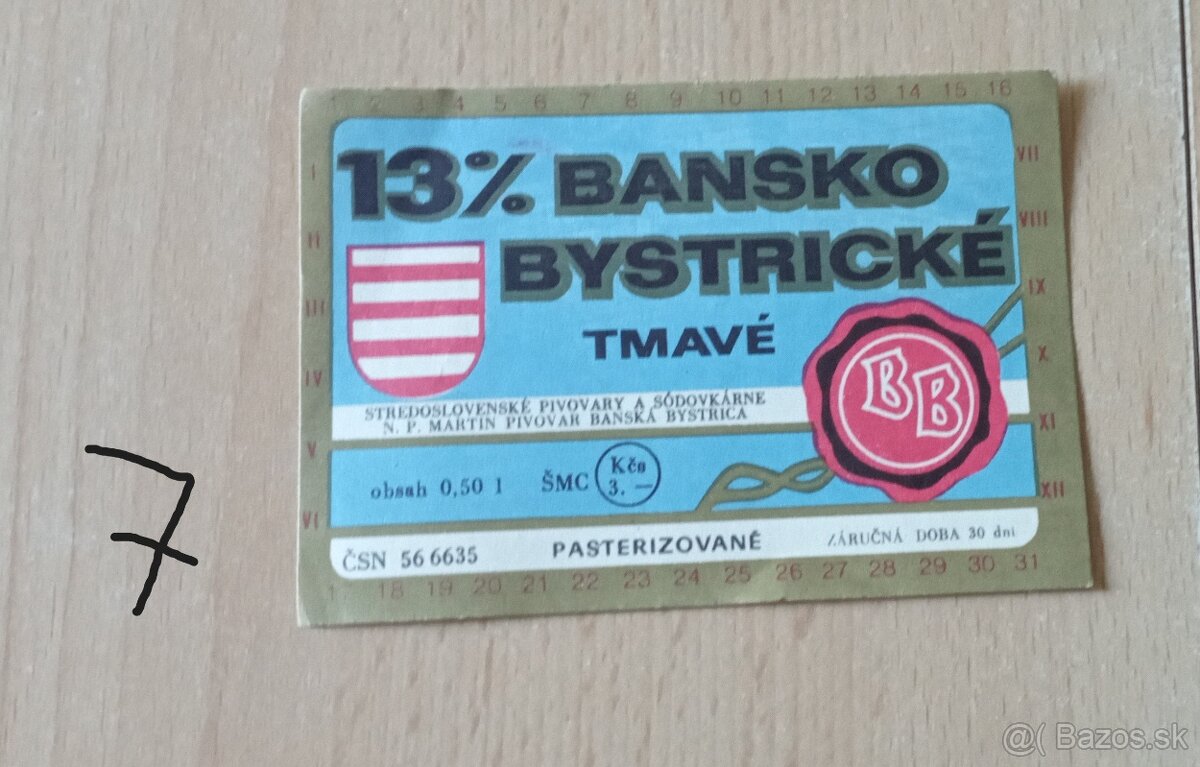 1 2 3 4 5 6 7 8 9 10 11 12 13 14 15 16
13% BANSKO
BYSTRICKÉ
TMAVÉ
BB
STREDOSLOVENSKÉ PIVOVARY A SÓDOVKÁRNE
N. P. MARTIN PIVOVAR BANSKÁ BYSTRICA
obsah 0,50 l ŠMC Kčs
3. —
ČSN 56 6635 PASTERIZOVANÉ ZÁRUČNÁ DOBA 30 dní
18 19 20 21 22 23 24 25 26 27 28 29 30 31
I
II
III
IV
V
VI
VII
VIII
IX
X
XI
XII
7
@( Bazos.sk